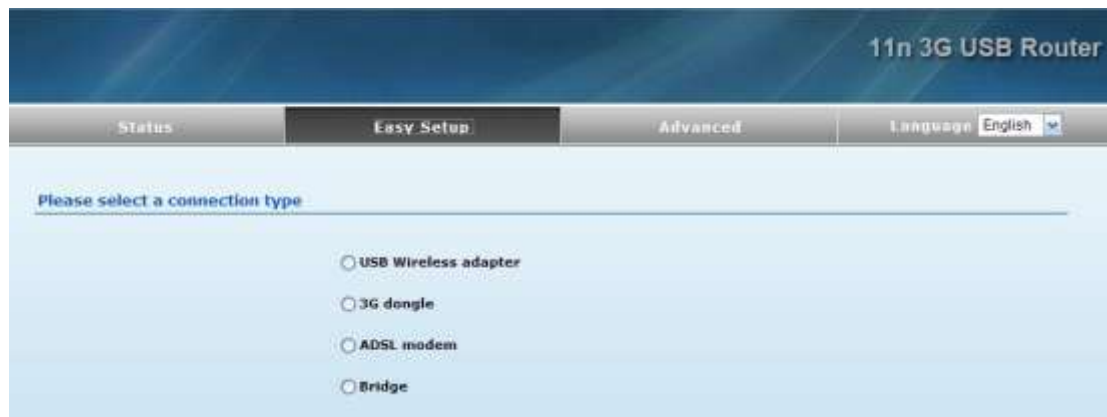 11n 3G USB Router
Status Easy Setup Advanced Language English
Please select a connection type
USB Wireless adapter
3G dongle
ADSL modem
Bridge